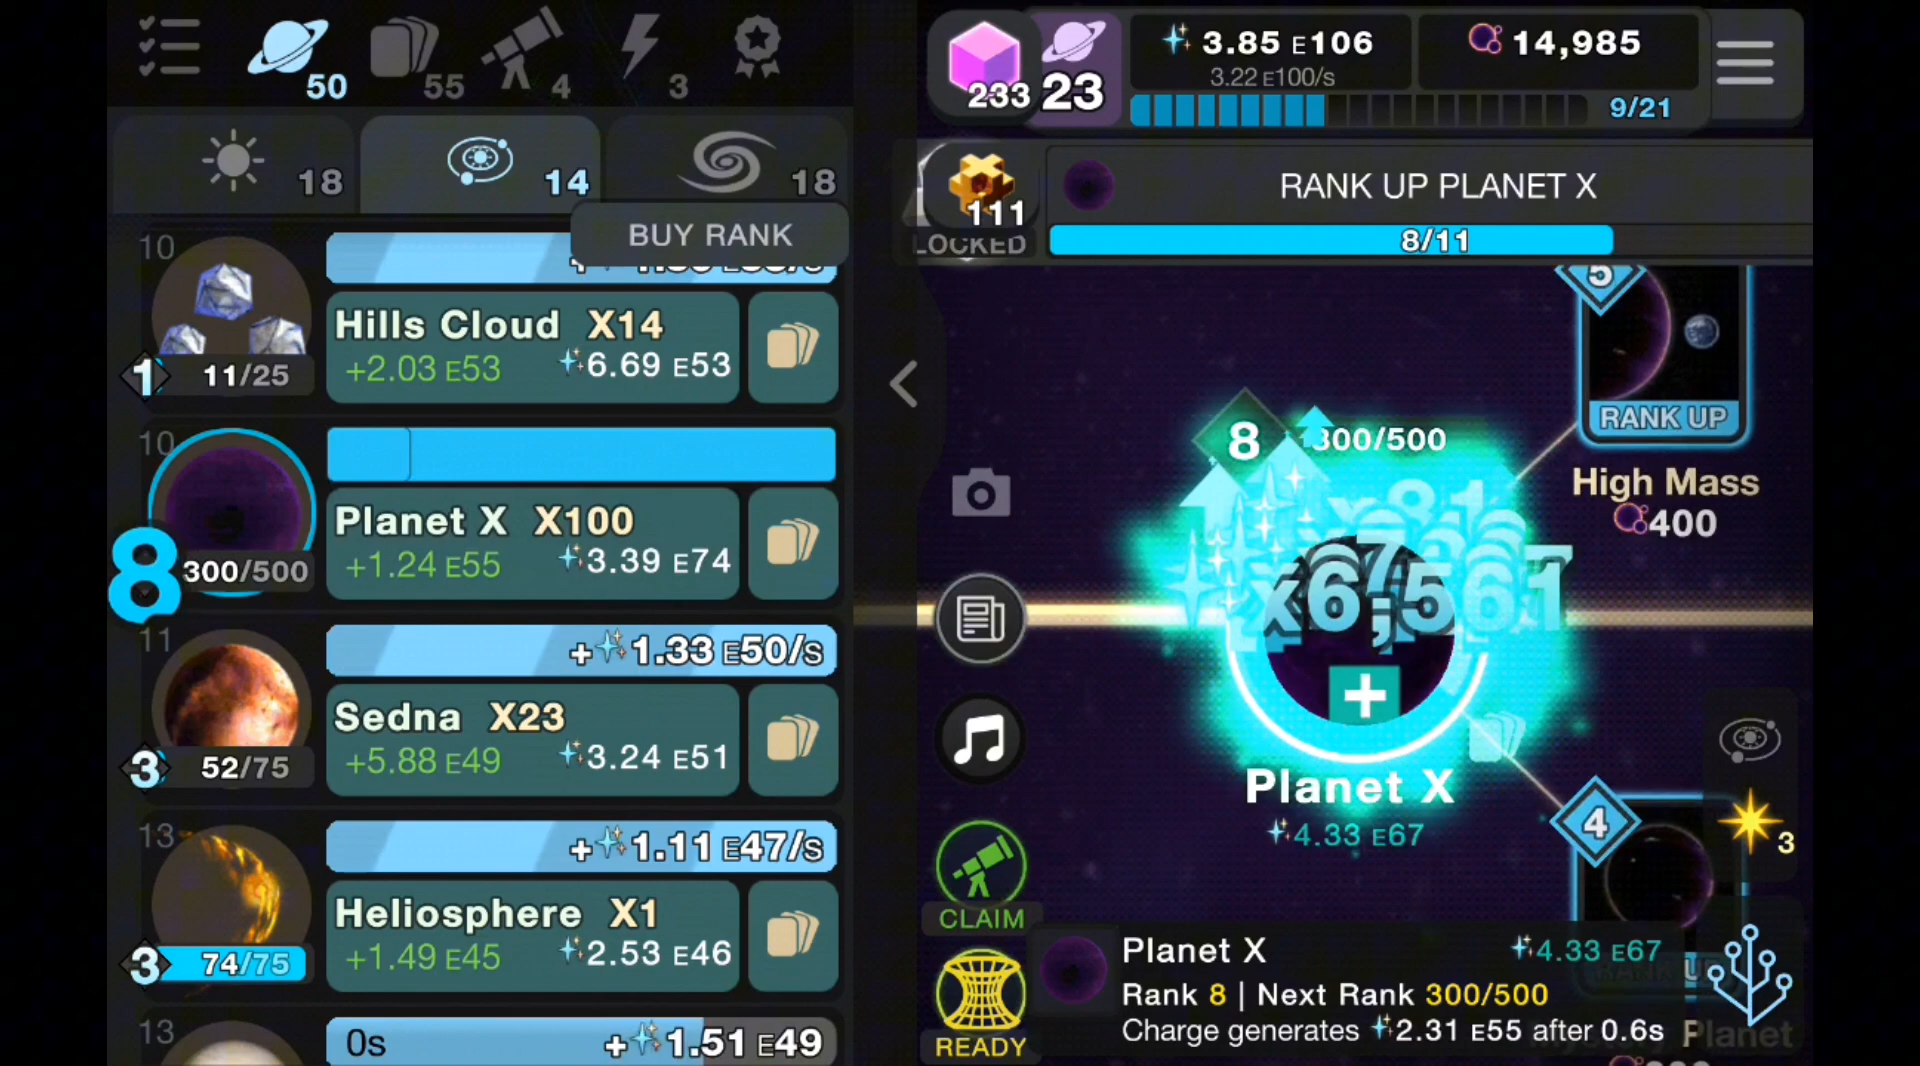 50
55
4
3
18
14
18
BUY RANK
10
Hills Cloud X14
+2.03 E53 6.69 E53
1 11/25
10
Planet X X100
+1.24 E55 3.39 E74
8 300/500
11
+ 1.33 E50/S
Sedna X23
+5.88 E49 3.24 E51
3 52/75
13
+ 1.11 E47/S
Heliosphere X1
+1.49 E45 2.53 E46
3 74/75
13
0s + 1.51 E49
233
23
3.85 E106
3.22 E100/s
14,985
9/21
111
LOCKED
RANK UP PLANET X
8/11
5
RANK UP
High Mass
400
8
300/500
x6,561
+
Planet X
4.33 E67
4
3
CLAIM
READY
Planet X 4.33 E67
Rank 8 | Next Rank 300/500
Charge generates 2.31 E55 after 0.6s
Planet